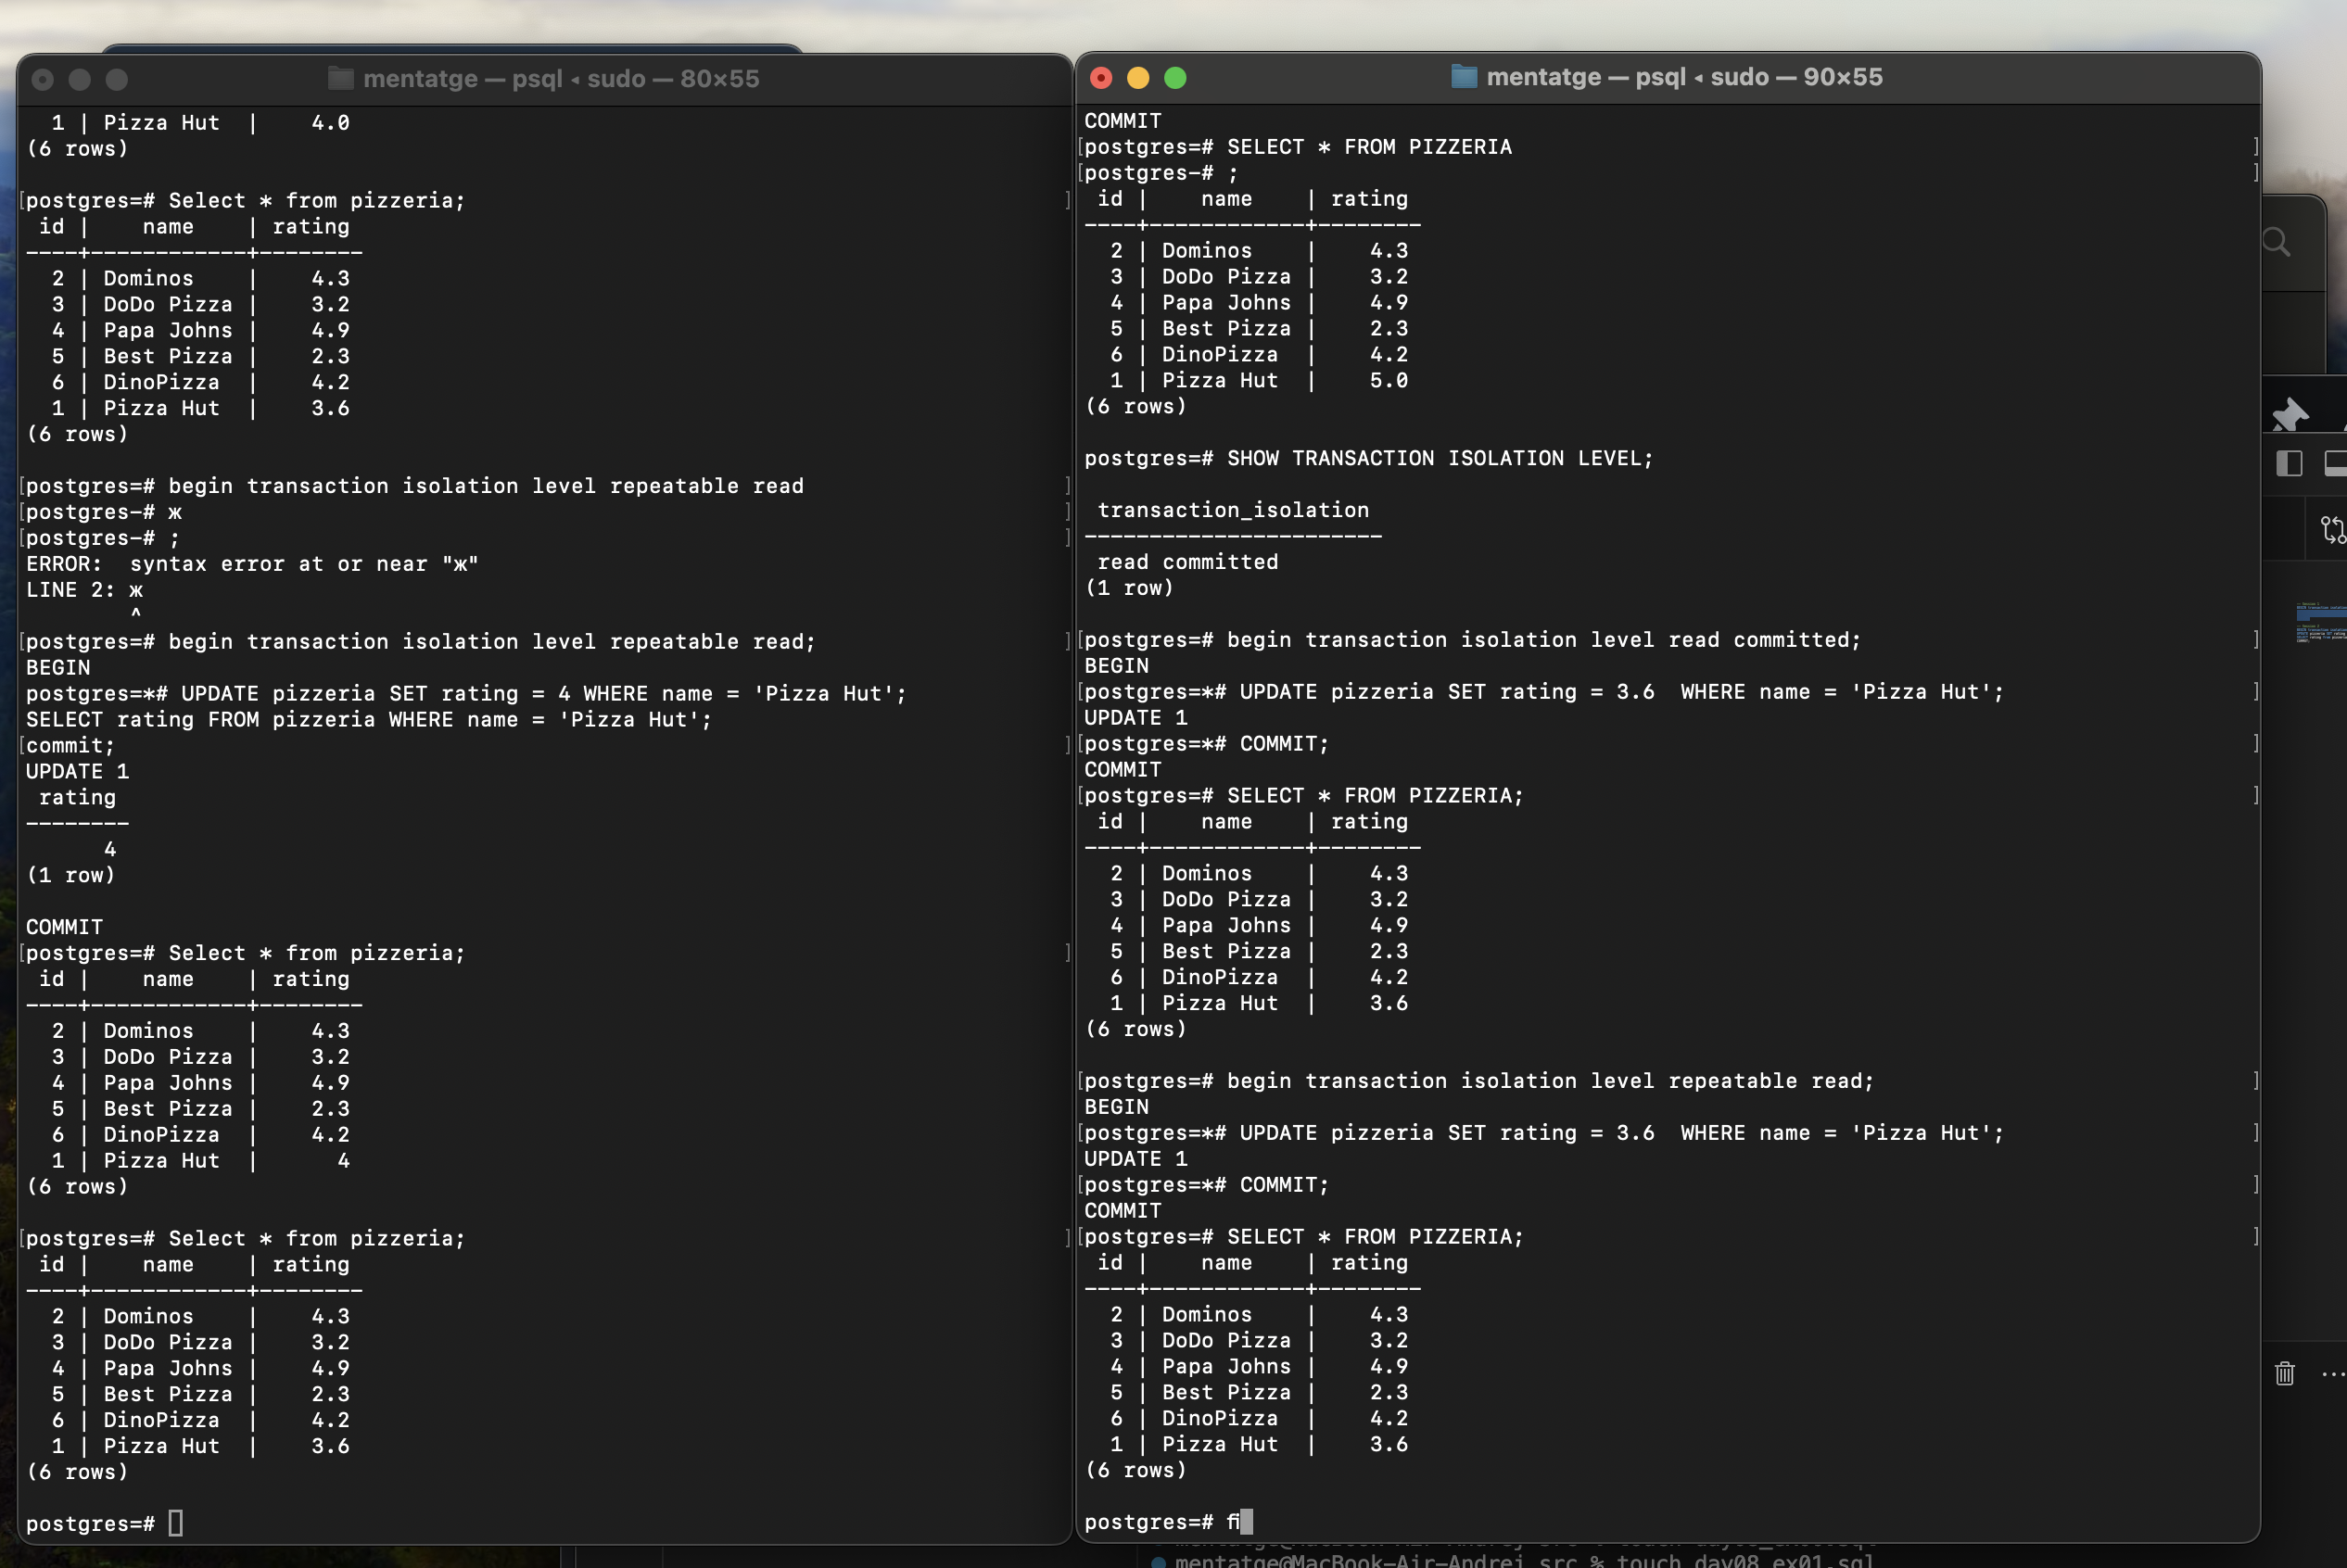 mentatge — psql ◂ sudo — 80×55
1 | Pizza Hut  |    4.0
(6 rows)
postgres=# Select * from pizzeria;
id |    name    | rating
----+------------+--------
2 | Dominos    |    4.3
3 | DoDo Pizza |    3.2
4 | Papa Johns |    4.9
5 | Best Pizza |    2.3
6 | DinoPizza  |    4.2
1 | Pizza Hut  |    3.6
(6 rows)
postgres=# begin transaction isolation level repeatable read
postgres-# ж
postgres-# ;
ERROR:  syntax error at or near "ж"
LINE 2: ж
^
postgres=# begin transaction isolation level repeatable read;
BEGIN
postgres=*# UPDATE pizzeria SET rating = 4 WHERE name = 'Pizza Hut';
SELECT rating FROM pizzeria WHERE name = 'Pizza Hut';
commit;
UPDATE 1
rating
--------
4
(1 row)
COMMIT
postgres=# Select * from pizzeria;
id |    name    | rating
----+------------+--------
2 | Dominos    |    4.3
3 | DoDo Pizza |    3.2
4 | Papa Johns |    4.9
5 | Best Pizza |    2.3
6 | DinoPizza  |    4.2
1 | Pizza Hut  |      4
(6 rows)
postgres=# Select * from pizzeria;
id |    name    | rating
----+------------+--------
2 | Dominos    |    4.3
3 | DoDo Pizza |    3.2
4 | Papa Johns |    4.9
5 | Best Pizza |    2.3
6 | DinoPizza  |    4.2
1 | Pizza Hut  |    3.6
(6 rows)
postgres=#
mentatge — psql ◂ sudo — 90×55
COMMIT
postgres=# SELECT * FROM PIZZERIA
postgres-# ;
id |    name    | rating
----+------------+--------
2 | Dominos    |    4.3
3 | DoDo Pizza |    3.2
4 | Papa Johns |    4.9
5 | Best Pizza |    2.3
6 | DinoPizza  |    4.2
1 | Pizza Hut  |    5.0
(6 rows)
postgres=# SHOW TRANSACTION ISOLATION LEVEL;
transaction_isolation
-----------------------
read committed
(1 row)
postgres=# begin transaction isolation level read committed;
BEGIN
postgres=*# UPDATE pizzeria SET rating = 3.6  WHERE name = 'Pizza Hut';
UPDATE 1
postgres=*# COMMIT;
COMMIT
postgres=# SELECT * FROM PIZZERIA;
id |    name    | rating
----+------------+--------
2 | Dominos    |    4.3
3 | DoDo Pizza |    3.2
4 | Papa Johns |    4.9
5 | Best Pizza |    2.3
6 | DinoPizza  |    4.2
1 | Pizza Hut  |    3.6
(6 rows)
postgres=# begin transaction isolation level repeatable read;
BEGIN
postgres=*# UPDATE pizzeria SET rating = 3.6  WHERE name = 'Pizza Hut';
UPDATE 1
postgres=*# COMMIT;
COMMIT
postgres=# SELECT * FROM PIZZERIA;
id |    name    | rating
----+------------+--------
2 | Dominos    |    4.3
3 | DoDo Pizza |    3.2
4 | Papa Johns |    4.9
5 | Best Pizza |    2.3
6 | DinoPizza  |    4.2
1 | Pizza Hut  |    3.6
(6 rows)
postgres=# fi
mentatge@MacBook-Air-Andrej src % touch day08_ex01.sql